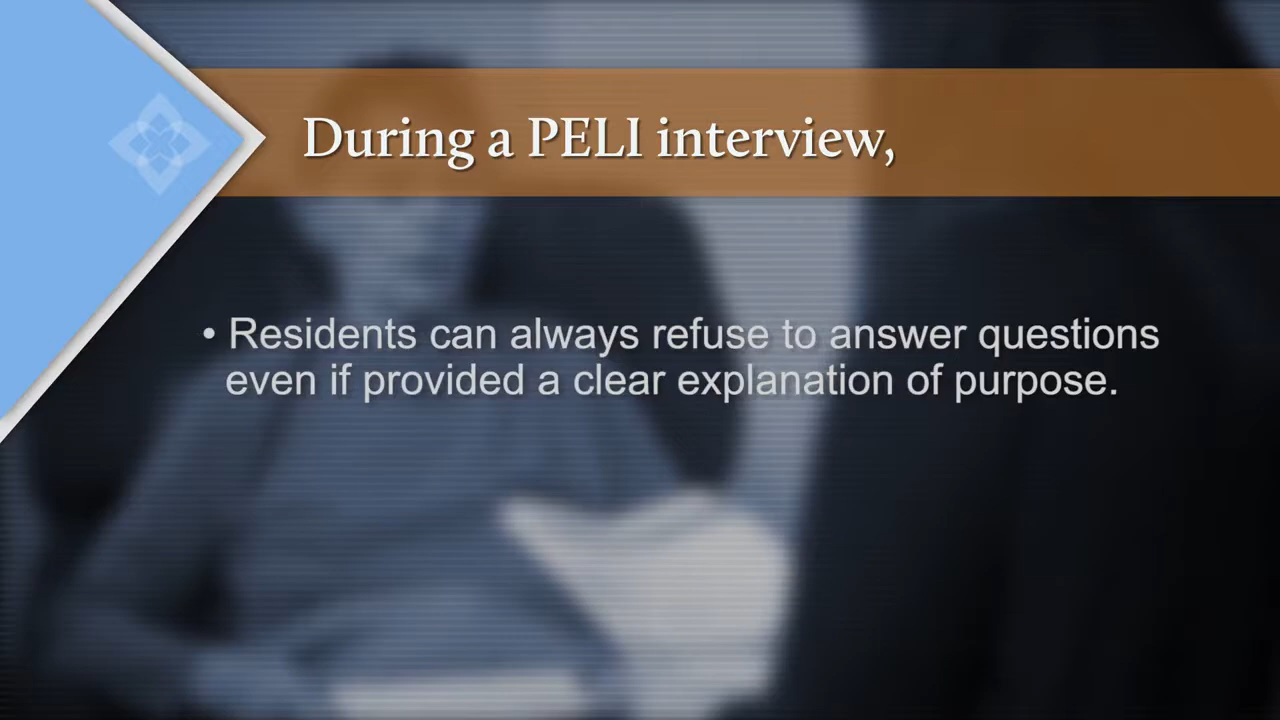 During a PELI interview,
• Residents can always refuse to answer questions
even if provided a clear explanation of purpose.